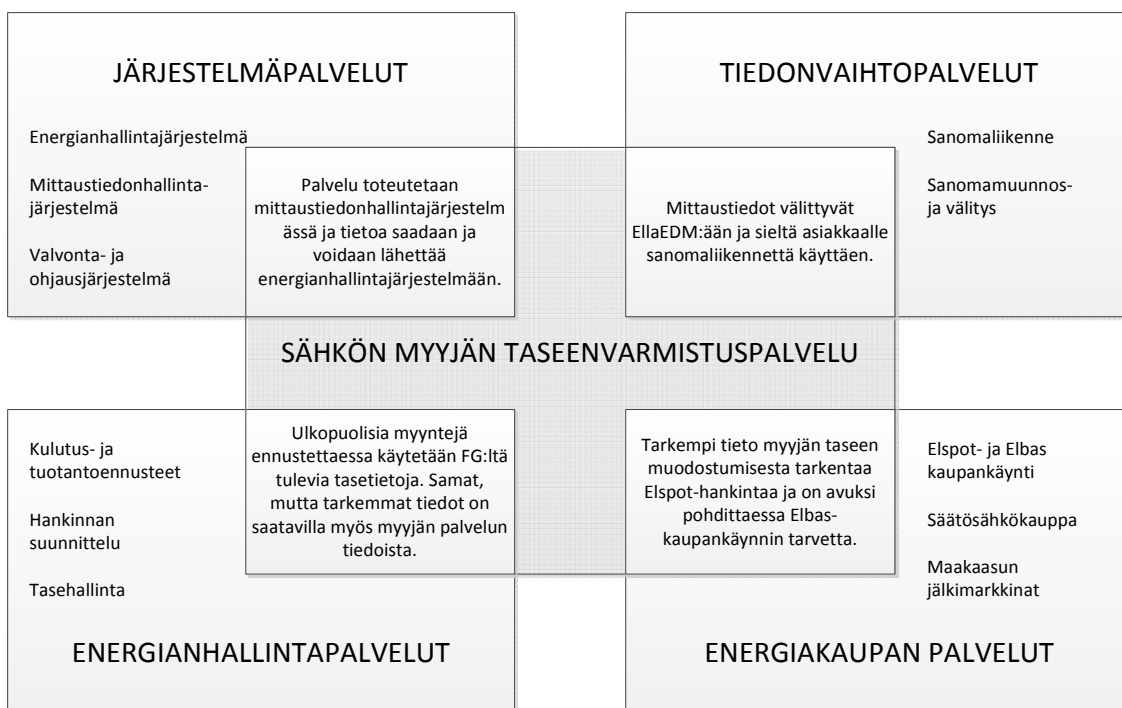 JÄRJESTELMÄPALVELUT
Energianhallintajärjestelmä
Mittaustiedonhallinta-
järjestelmä
Valvonta- ja
ohjausjärjestelmä
Palvelu toteutetaan
mittaustiedonhallintajärjestelm
ässä ja tietoa saadaan ja
voidaan lähettää
energianhallintajärjestelmään.
TIEDONVAIHTOPALVELUT
Sanomaliikenne
Sanomamuunnos-
ja välitys
Mittaustiedot välittyvät
EllaEDM:ään ja sieltä asiakkaalle
sanomaliikennettä käyttäen.
SÄHKÖN MYYJÄN TASEENVARMISTUSPALVELU
Kulutus- ja
tuotantoennusteet
Hankinnan
suunnittelu
Tasehallinta
Ulkopuolisia myyntejä
ennustettaessa käytetään FG:ltä
tulevia tasetietoja. Samat,
mutta tarkemmat tiedot on
saatavilla myös myyjän palvelun
tiedoista.
ENERGIANHALLINTAPALVELUT
Tarkempi tieto myyjän taseen
muodostumisesta tarkentaa
Elspot-hankintaa ja on avuksi
pohdittaessa Elbas-
kaupankäynnin tarvetta.
Elspot- ja Elbas
kaupankäynti
Säätösähkökauppa
Maakaasun
jälkimarkkinat
ENERGIAKAUPAN PALVELUT